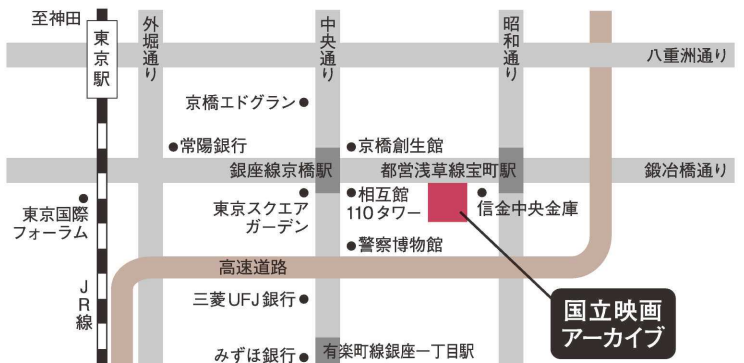 至神田
東京駅
外堀通り
中央通り
昭和通り
八重洲通り
京橋エドグラン
常陽銀行
京橋創生館
銀座線京橋駅
都営浅草線宝町駅
鍛冶橋通り
東京国際
フォーラム
東京スクエア
ガーデン
相互館
110タワー
信金中央金庫
警察博物館
高速道路
JR線
三菱UFJ銀行
国立映画
アーカイブ
みずほ銀行
有楽町線銀座一丁目駅